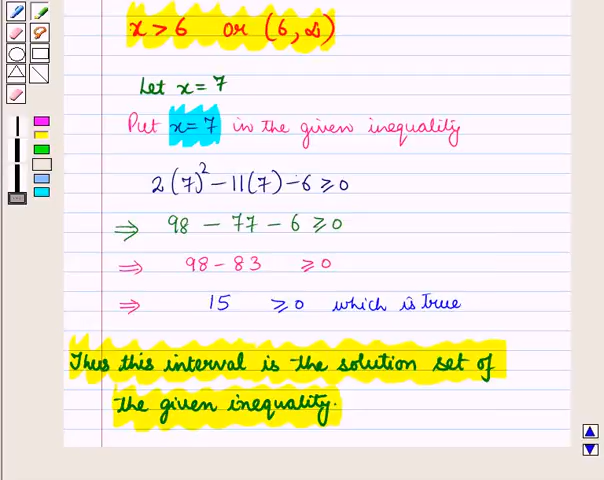 x > 6 or (6, ∞)
Let x = 7
Put x = 7 in the given inequality
2(7)² - 11(7) - 6 ≥ 0
⇒ 98 - 77 - 6 ≥ 0
⇒ 98 - 83 ≥ 0
⇒ 15 ≥ 0 which is true
Thus this interval is the solution set of
the given inequality.